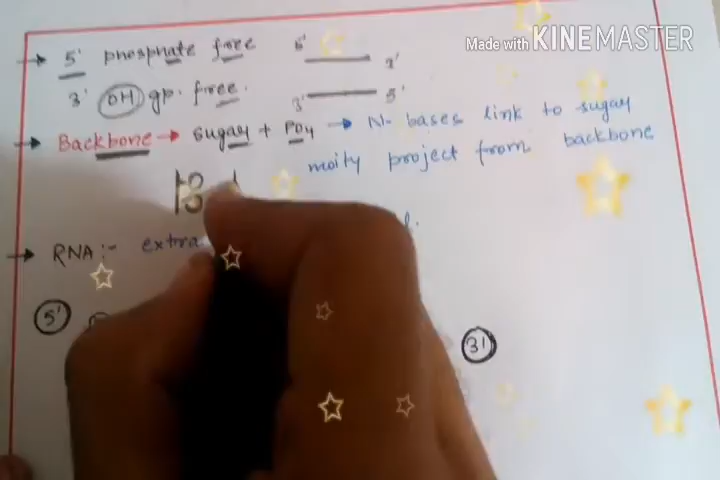 Made with KINEMASTER
→ 5' phosphate free 5' 3'
3' OH gp. free. 3' 5'
→ Backbone → sugar + PO4 → N-bases link to sugar
moity project from backbone
→ RNA :- extra
5' 3'